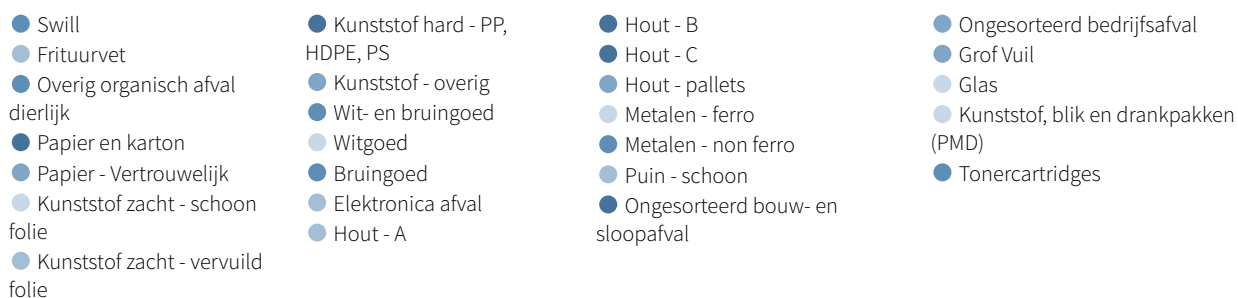 Swill
Frituurvet
Overig organisch afval
dierlijk
Papier en karton
Papier - Vertrouwelijk
Kunststof zacht - schoon
folie
Kunststof zacht - vervuild
folie
Kunststof hard - PP,
HDPE, PS
Kunststof - overig
Wit- en bruingoed
Witgoed
Bruingoed
Elektronica afval
Hout - A
Hout - B
Hout - C
Hout - pallets
Metalen - ferro
Metalen - non ferro
Puin - schoon
Ongesorteerd bouw- en
sloopafval
Ongesorteerd bedrijfsafval
Grof Vuil
Glas
Kunststof, blik en drankpakken
(PMD)
Tonercartridges